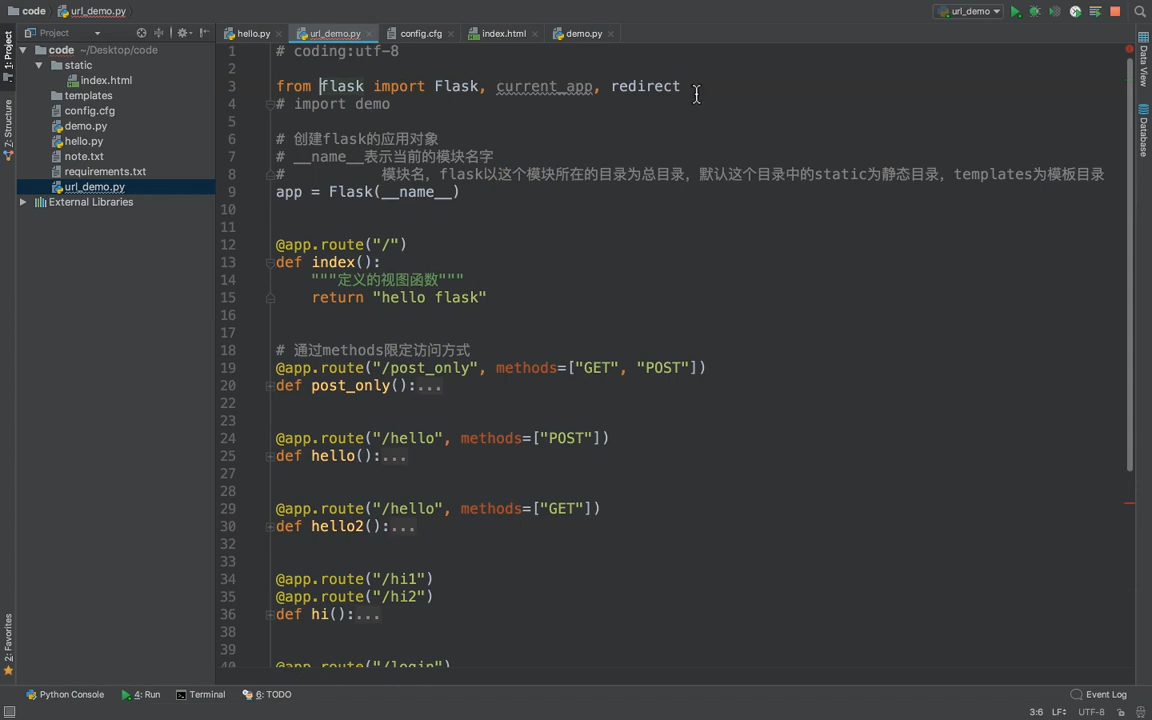 code
url_demo.py
url_demo
Project
hello.py
url_demo.py
config.cfg
index.html
demo.py
1: Project
code ~/Desktop/code
static
index.html
templates
config.cfg
demo.py
hello.py
note.txt
requirements.txt
url_demo.py
External Libraries
7: Structure
2: Favorites
1 # coding:utf-8
2
3 from flask import Flask, current_app, redirect
4 # import demo
5
6 # 创建flask的应用对象
7 # __name__表示当前的模块名字
8 # 模块名，flask以这个模块所在的目录为总目录，默认这个目录中的static为静态目录，templates为模板目录
9 app = Flask(__name__)
10
11
12 @app.route("/")
13 def index():
14 """定义的视图函数"""
15 return "hello flask"
16
17
18 # 通过methods限定访问方式
19 @app.route("/post_only", methods=["GET", "POST"])
20 def post_only():...
22
23
24 @app.route("/hello", methods=["POST"])
25 def hello():...
27
28
29 @app.route("/hello", methods=["GET"])
30 def hello2():...
32
33
34 @app.route("/hi1")
35 @app.route("/hi2")
36 def hi():...
38
39
40 @app.route("/login")
Data View
Database
Python Console
4: Run
Terminal
6: TODO
Event Log
3:6 LF÷ UTF-8